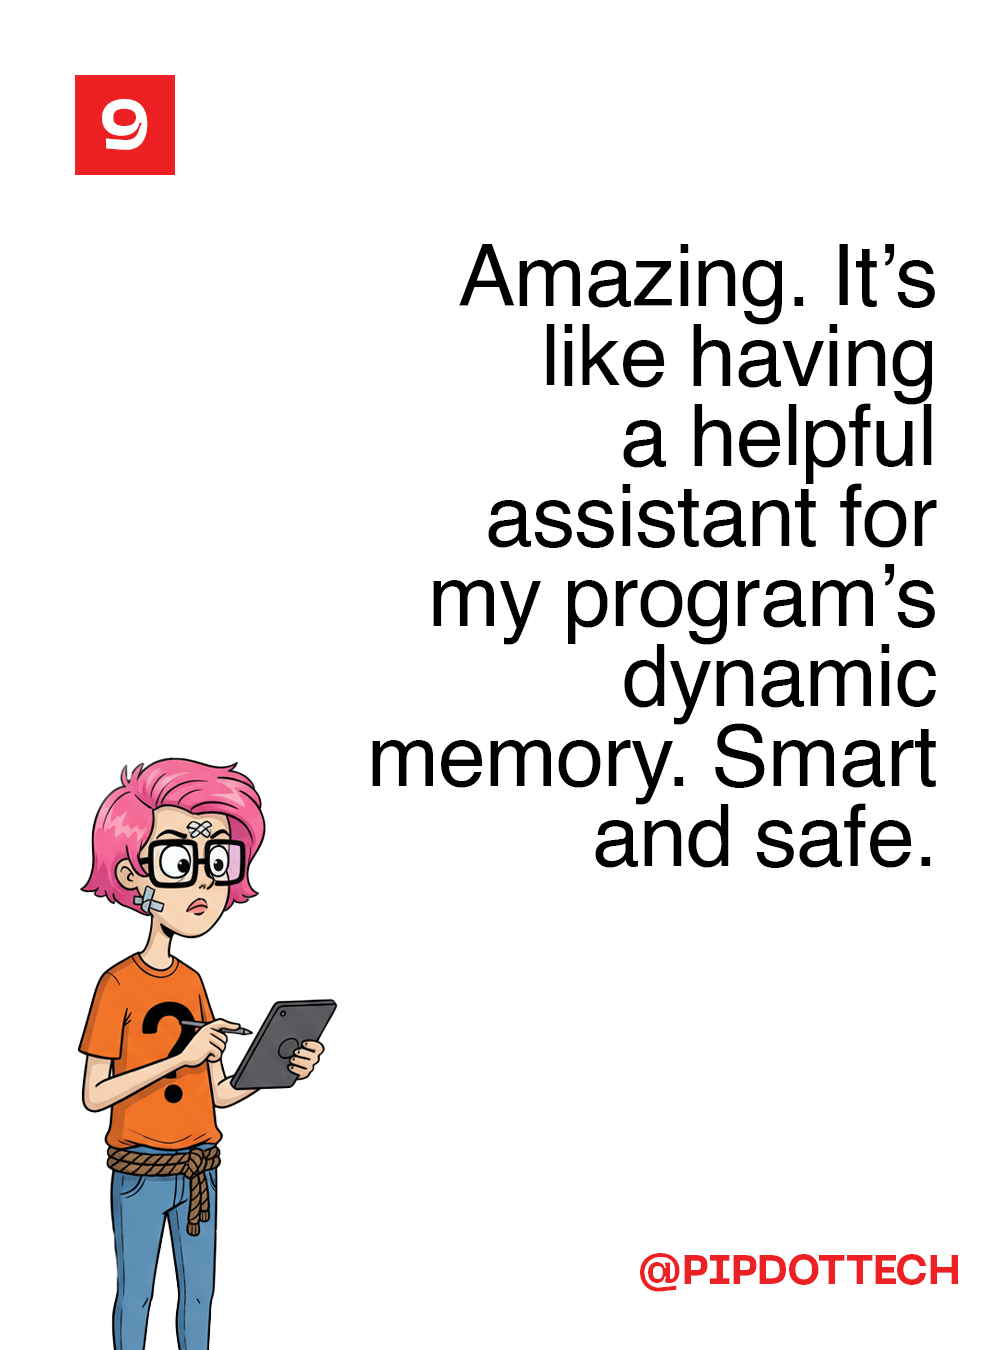 9
Amazing. It’s
like having
a helpful
assistant for
my program’s
dynamic
memory. Smart
and safe.
?
@PIPDOTTECH